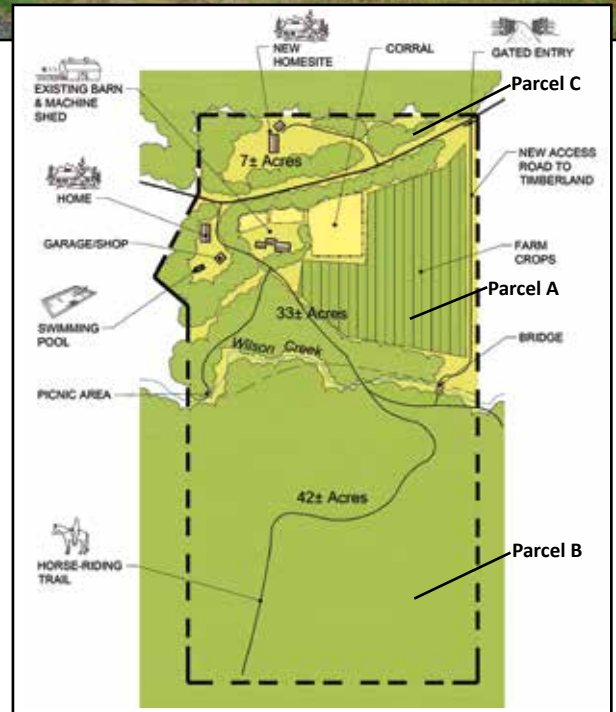 NEW
HOMESITE
CORRAL
GATED ENTRY
EXISTING BARN
& MACHINE
SHED
Parcel C
7± Acres
NEW ACCESS
ROAD TO
TIMBERLAND
HOME
GARAGE/SHOP
FARM
CROPS
Parcel A
33± Acres
SWIMMING
POOL
Wilson Creek
BRIDGE
PICNIC AREA
42± Acres
Parcel B
HORSE-RIDING
TRAIL